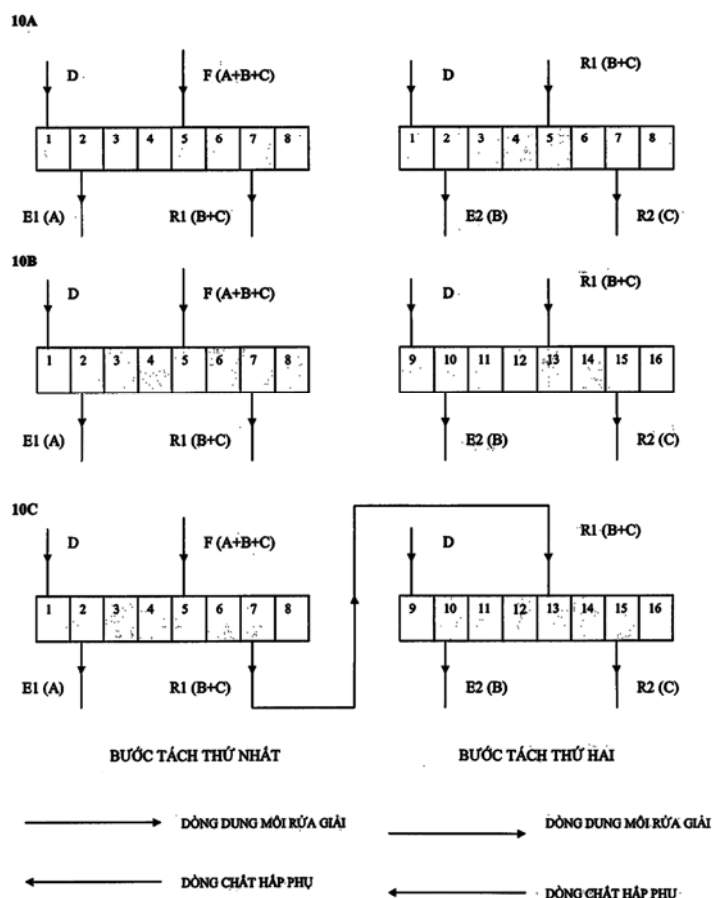 10A
D F (A+B+C) D R1 (B+C)
1 2 3 4 5 6 7 8 1 2 3 4 5 6 7 8
E1 (A) R1 (B+C) E2 (B) R2 (C)
10B
D F (A+B+C) D R1 (B+C)
1 2 3 4 5 6 7 8 9 10 11 12 13 14 15 16
E1 (A) R1 (B+C) E2 (B) R2 (C)
10C
D F (A+B+C) D R1 (B+C)
1 2 3 4 5 6 7 8 9 10 11 12 13 14 15 16
E1 (A) R1 (B+C) E2 (B) R2 (C)
BƯỚC TÁCH THỨ NHẤT BƯỚC TÁCH THỨ HAI
DÒNG DUNG MÔI RỬA GIẢI DÒNG DUNG MÔI RỬA GIẢI
DÒNG CHẤT HẤP PHỤ DÒNG CHẤT HẤP PHỤ